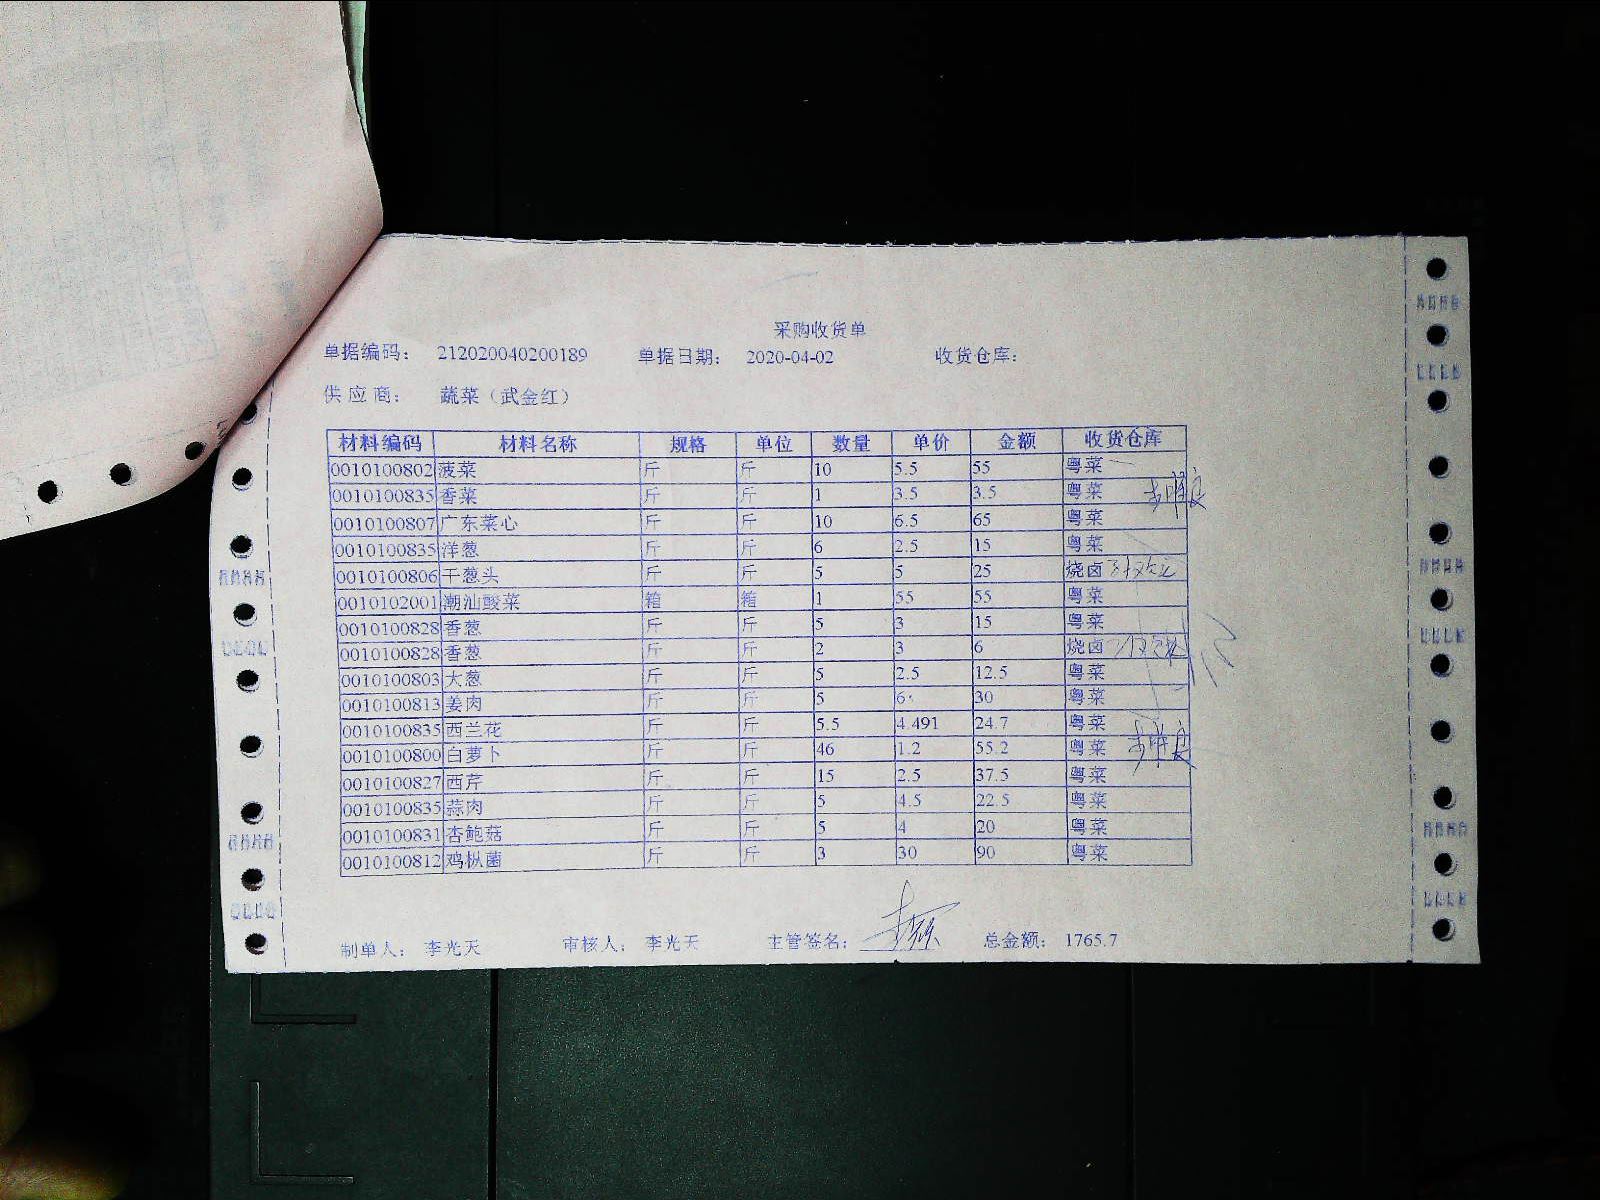 采购收货单
单据编码： 212020040200189 单据日期： 2020-04-02 收货仓库：
供应商： 蔬菜（武金红）
材料编码 材料名称 规格 单位 数量 单价 金额 收货仓库
0010100802 菠菜 斤 斤 10 5.5 55 粤菜
0010100835 香菜 斤 斤 1 3.5 3.5 粤菜
0010100807 广东菜心 斤 斤 10 6.5 65 粤菜
0010100835 洋葱 斤 斤 6 2.5 15 粤菜
0010100806 干葱头 斤 斤 5 5 25 烧卤
0010102001 潮汕酸菜 箱 箱 1 55 55 粤菜
0010100828 香葱 斤 斤 5 3 15 粤菜
0010100828 香葱 斤 斤 2 3 6 烧卤
0010100803 大葱 斤 斤 5 2.5 12.5 粤菜
0010100813 姜肉 斤 斤 5 6 30 粤菜
0010100835 西兰花 斤 斤 5.5 4.491 24.7 粤菜
0010100800 白萝卜 斤 斤 46 1.2 55.2 粤菜
0010100827 西芹 斤 斤 15 2.5 37.5 粤菜
0010100835 蒜肉 斤 斤 5 4.5 22.5 粤菜
0010100831 杏鲍菇 斤 斤 5 4 20 粤菜
0010100812 鸡枞菌 斤 斤 3 30 90 粤菜
制单人： 李光天 审核人： 李光天 主管签名： 总金额： 1765.7